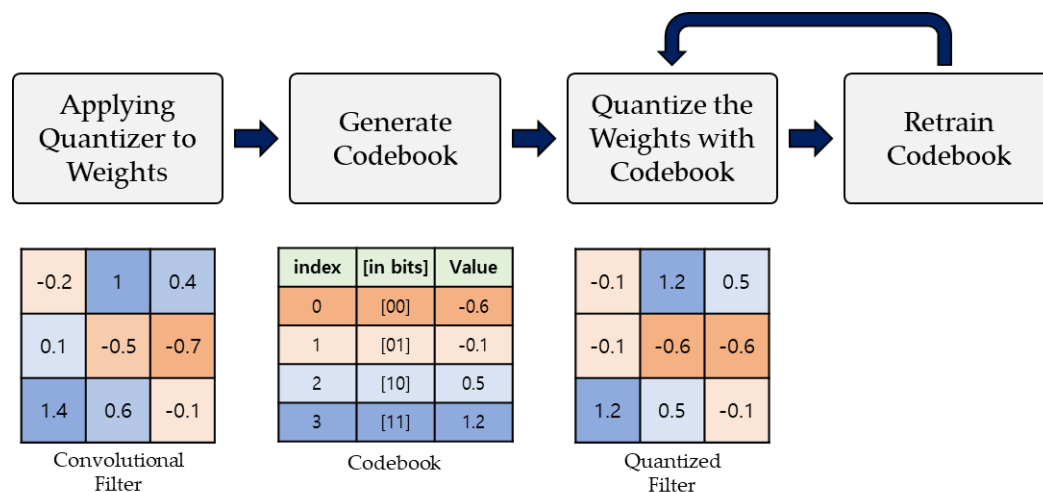 Applying
Quantizer to
Weights
Generate
Codebook
Quantize the
Weights with
Codebook
Retrain
Codebook
-0.2 1 0.4
0.1 -0.5 -0.7
1.4 0.6 -0.1
Convolutional
Filter
index [in bits] Value
0 [00] -0.6
1 [01] -0.1
2 [10] 0.5
3 [11] 1.2
Codebook
-0.1 1.2 0.5
-0.1 -0.6 -0.6
1.2 0.5 -0.1
Quantized
Filter